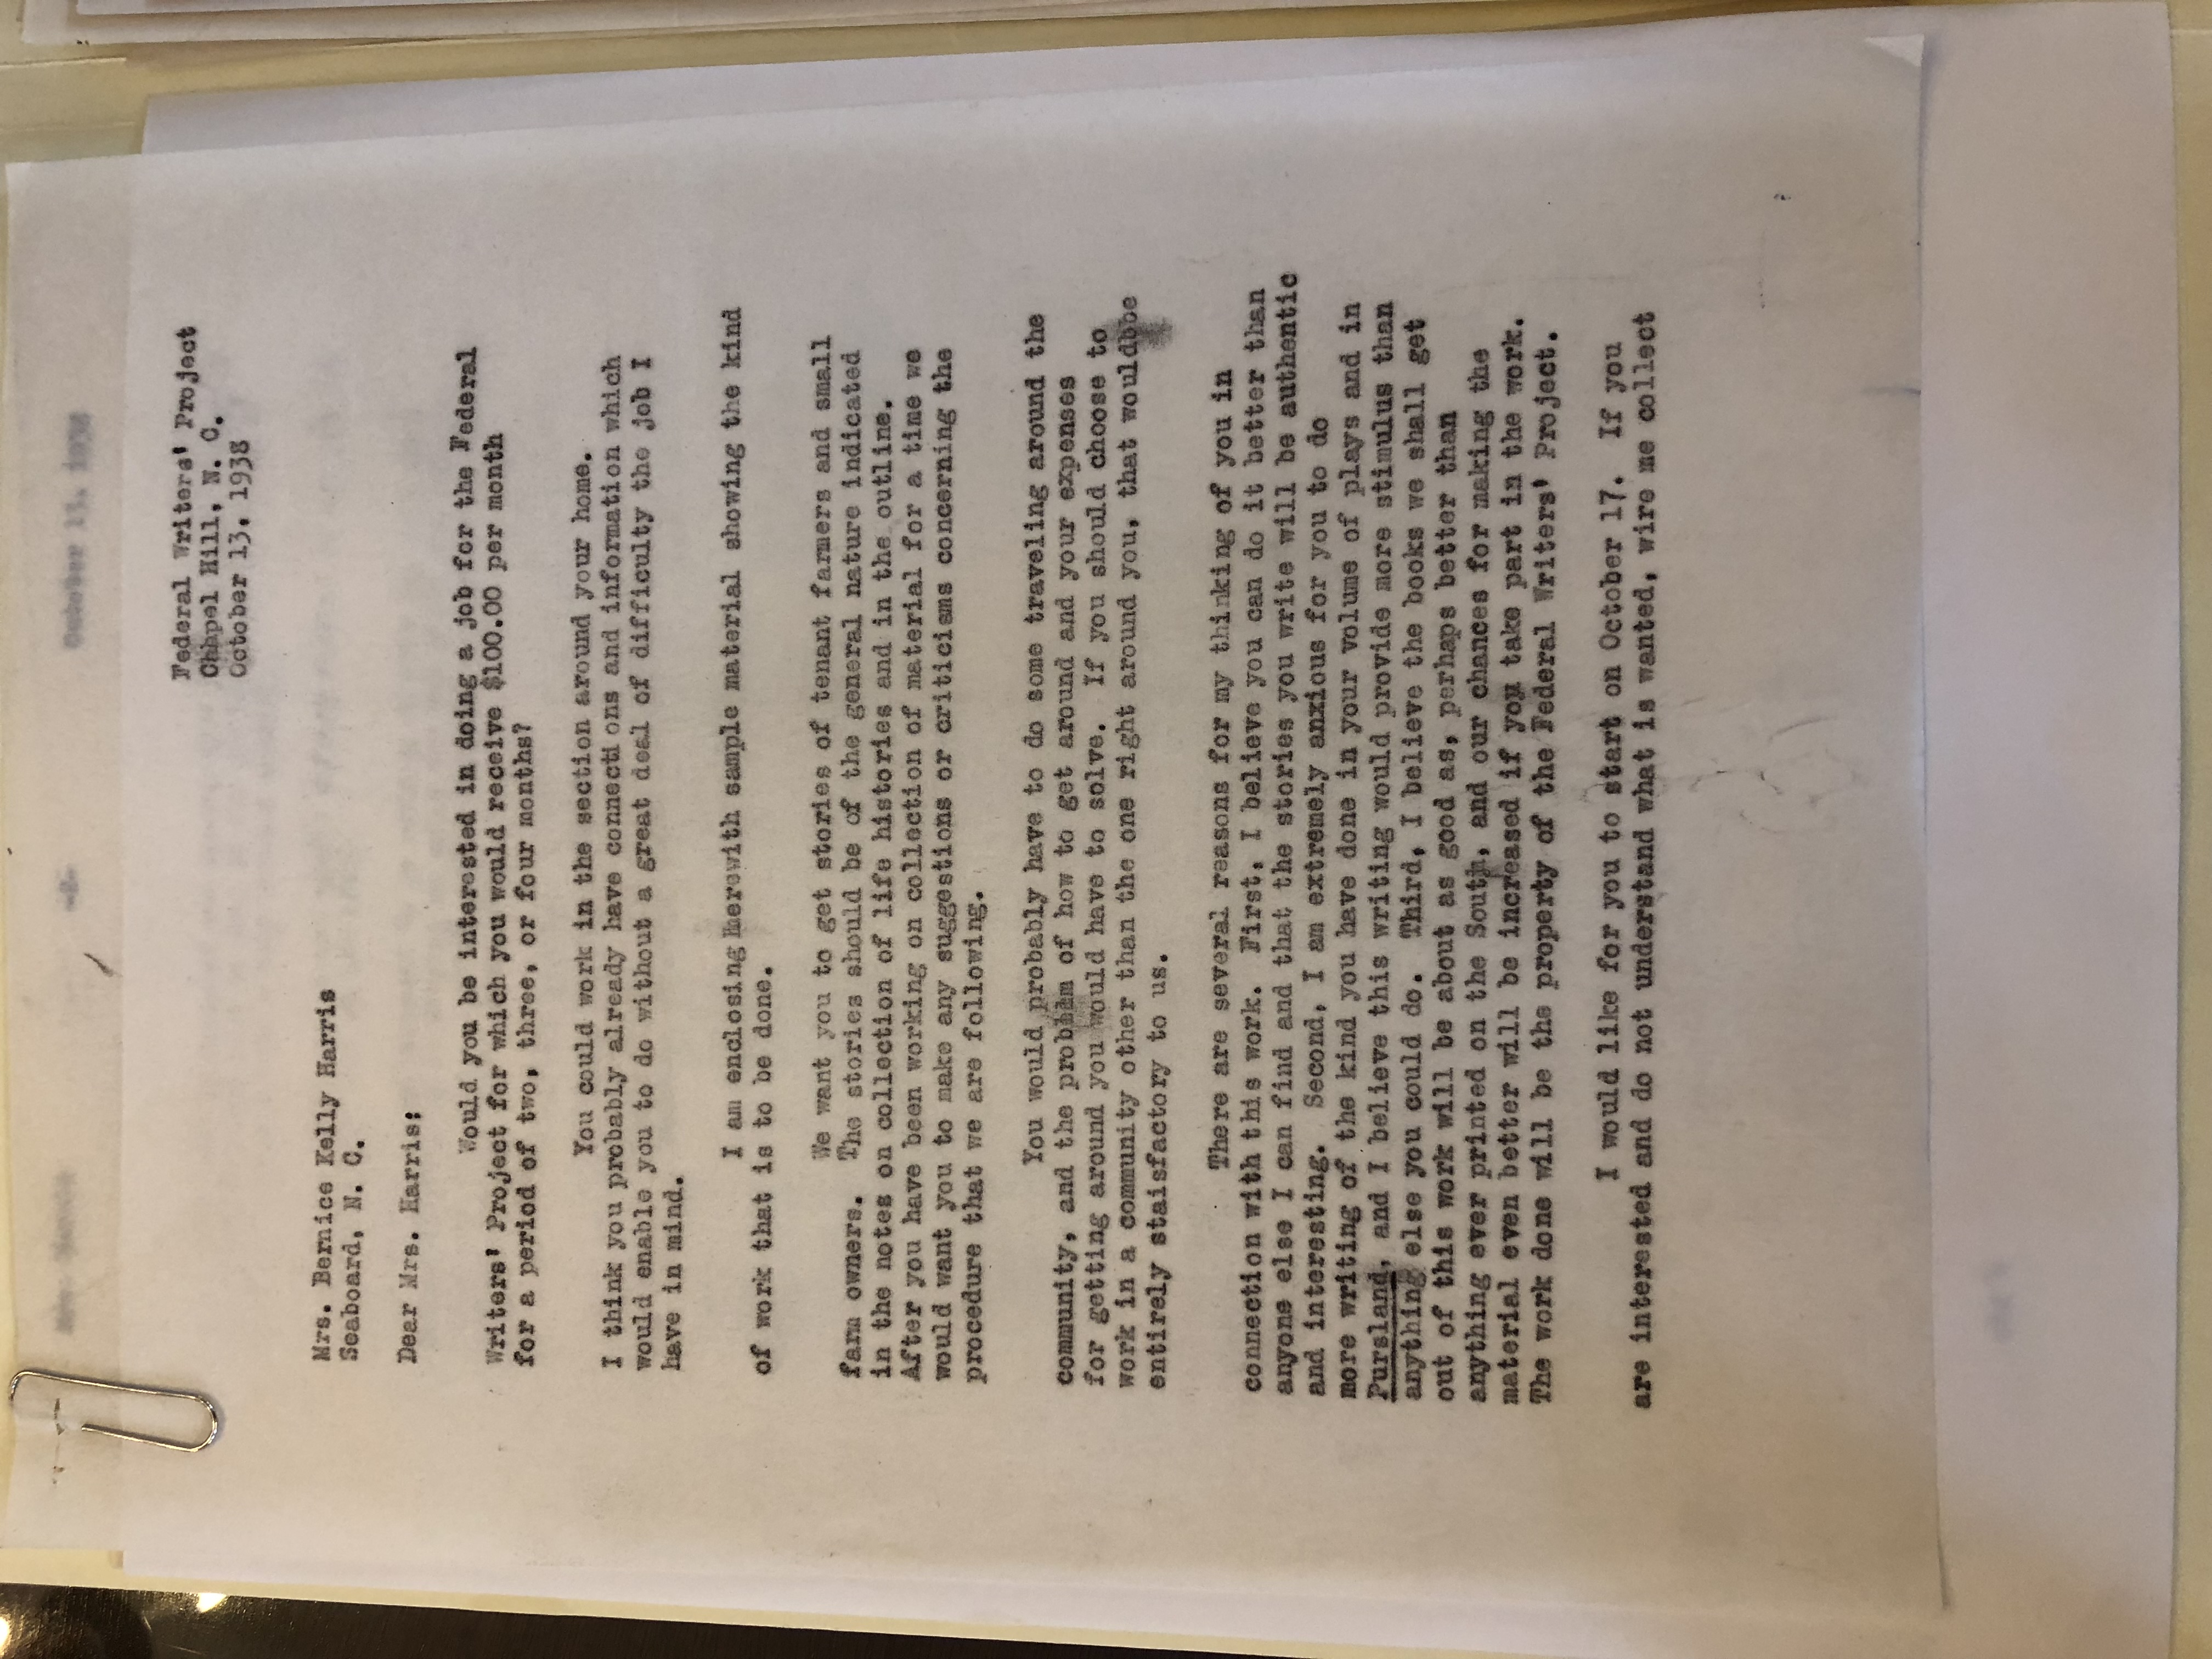 -2-
October 13, 1938
Federal Writers' Project
Chapel Hill, N. C.
October 13, 1938
Mrs. Bernice Kelly Harris
Seaboard, N. C.
Dear Mrs. Harris:
Would you be interested in doing a job for the Federal
Writers' Project for which you would receive $100.00 per month
for a period of two, three, or four months?
You could work in the section around your home.
I think you probably already have connections and information which
would enable you to do without a great deal of difficulty the job I
have in mind.
I am enclosing herewith sample material showing the kind
of work that is to be done.
We want you to get stories of tenant farmers and small
farm owners. The stories should be of the general nature indicated
in the notes on collection of life histories and in the outline.
After you have been working on collection of material for a time we
would want you to make any suggestions or criticisms concerning the
procedure that we are following.
You would probably have to do some traveling around the
community, and the problem of how to get around and your expenses
for getting around you would have to solve. If you should choose to
work in a community other than the one right around you, that would be
entirely staisfactory to us.
There are several reasons for my thinking of you in
connection with this work. First, I believe you can do it better than
anyone else I can find and that the stories you write will be authentic
and interesting. Second, I am extremely anxious for you to do
more writing of the kind you have done in your volume of plays and in
Pursland, and I believe this writing would provide more stimulus than
anything else you could do. Third, I believe the books we shall get
out of this work will be about as good as, perhaps better than
anything ever printed on the South, and our chances for making the
material even better will be increased if you take part in the work.
The work done will be the property of the Federal Writers' Project.
I would like for you to start on October 17. If you
are interested and do not understand what is wanted, wire me collect